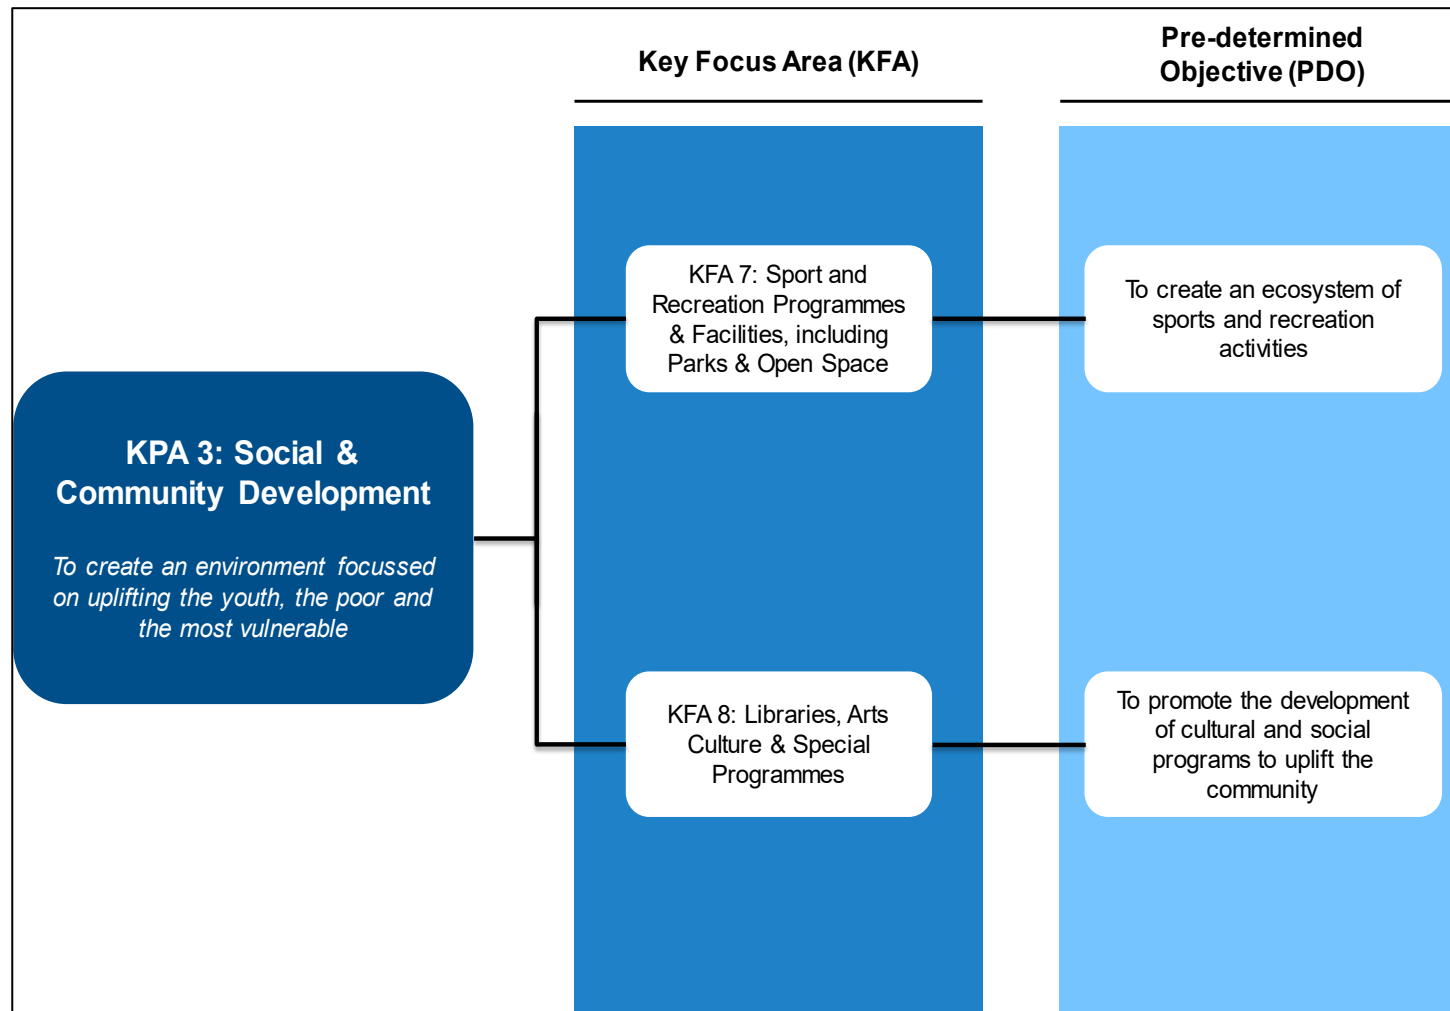 Key Focus Area (KFA)
Pre-determined
Objective (PDO)
KPA 3: Social &
Community Development
To create an environment focussed
on uplifting the youth, the poor and
the most vulnerable
KFA 7: Sport and
Recreation Programmes
& Facilities, including
Parks & Open Space
To create an ecosystem of
sports and recreation
activities
KFA 8: Libraries, Arts
Culture & Special
Programmes
To promote the development
of cultural and social
programs to uplift the
community